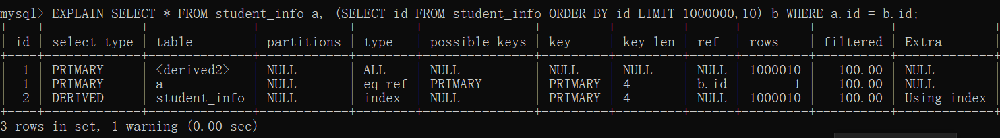 mysql> EXPLAIN SELECT * FROM student_info a, (SELECT id FROM student_info ORDER BY id LIMIT 1000000,10) b WHERE a.id = b.id;
+----+-------------+--------------+------------+--------+---------------+---------+---------+------+---------+----------+-------------+
| id | select_type | table | partitions | type | possible_keys | key | key_len | ref | rows | filtered | Extra |
+----+-------------+--------------+------------+--------+---------------+---------+---------+------+---------+----------+-------------+
| 1 | PRIMARY | <derived2> | NULL | ALL | NULL | NULL | NULL | NULL | 1000010 | 100.00 | NULL |
| 1 | PRIMARY | a | NULL | eq_ref | PRIMARY | PRIMARY | 4 | b.id | 1 | 100.00 | NULL |
| 2 | DERIVED | student_info | NULL | index | NULL | PRIMARY | 4 | NULL | 1000010 | 100.00 | Using index |
+----+-------------+--------------+------------+--------+---------------+---------+---------+------+---------+----------+-------------+
3 rows in set, 1 warning (0.00 sec)